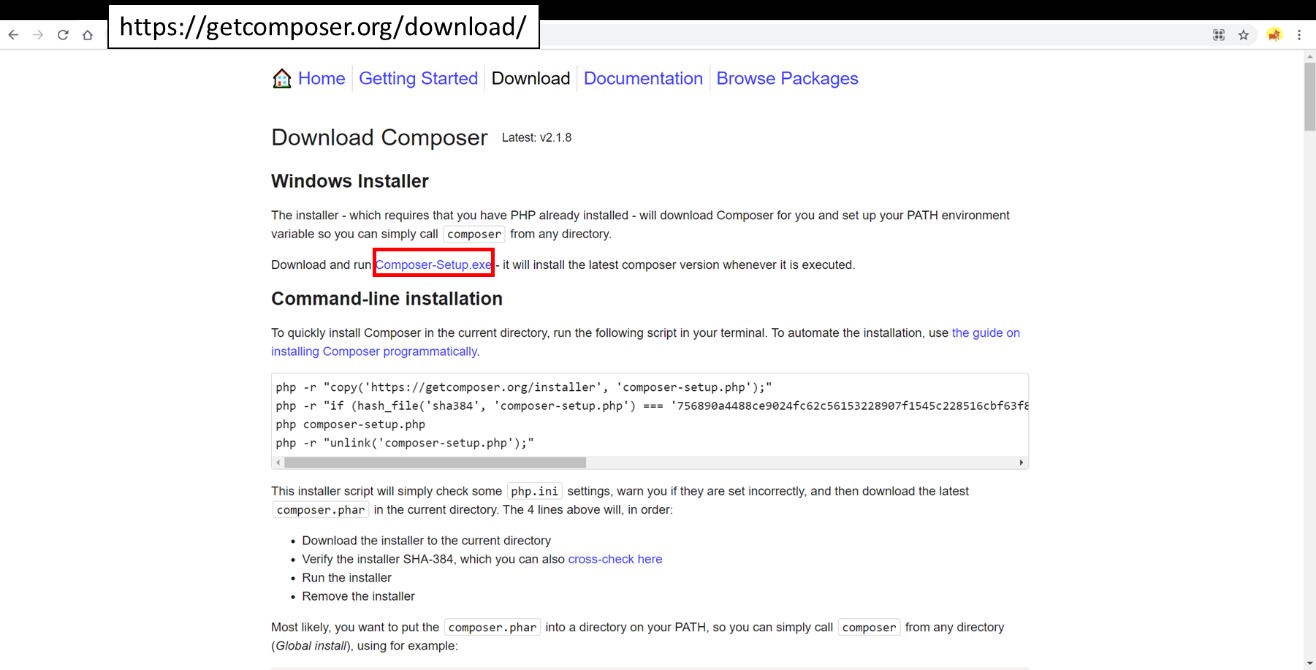 https://getcomposer.org/download/
Home Getting Started Download Documentation Browse Packages
Download Composer Latest: v2.1.8
Windows Installer
The installer - which requires that you have PHP already installed - will download Composer for you and set up your PATH environment
variable so you can simply call composer from any directory.
Download and run Composer-Setup.exe - it will install the latest composer version whenever it is executed.
Command-line installation
To quickly install Composer in the current directory, run the following script in your terminal. To automate the installation, use the guide on
installing Composer programmatically.
php -r "copy('https://getcomposer.org/installer', 'composer-setup.php');"
php -r "if (hash_file('sha384', 'composer-setup.php') === '756890a4488ce9024fc62c56153228907f1545c228516cbf63f8
php composer-setup.php
php -r "unlink('composer-setup.php');"
This installer script will simply check some php.ini settings, warn you if they are set incorrectly, and then download the latest
composer.phar in the current directory. The 4 lines above will, in order:
• Download the installer to the current directory
• Verify the installer SHA-384, which you can also cross-check here
• Run the installer
• Remove the installer
Most likely, you want to put the composer.phar into a directory on your PATH, so you can simply call composer from any directory
(Global install), using for example: